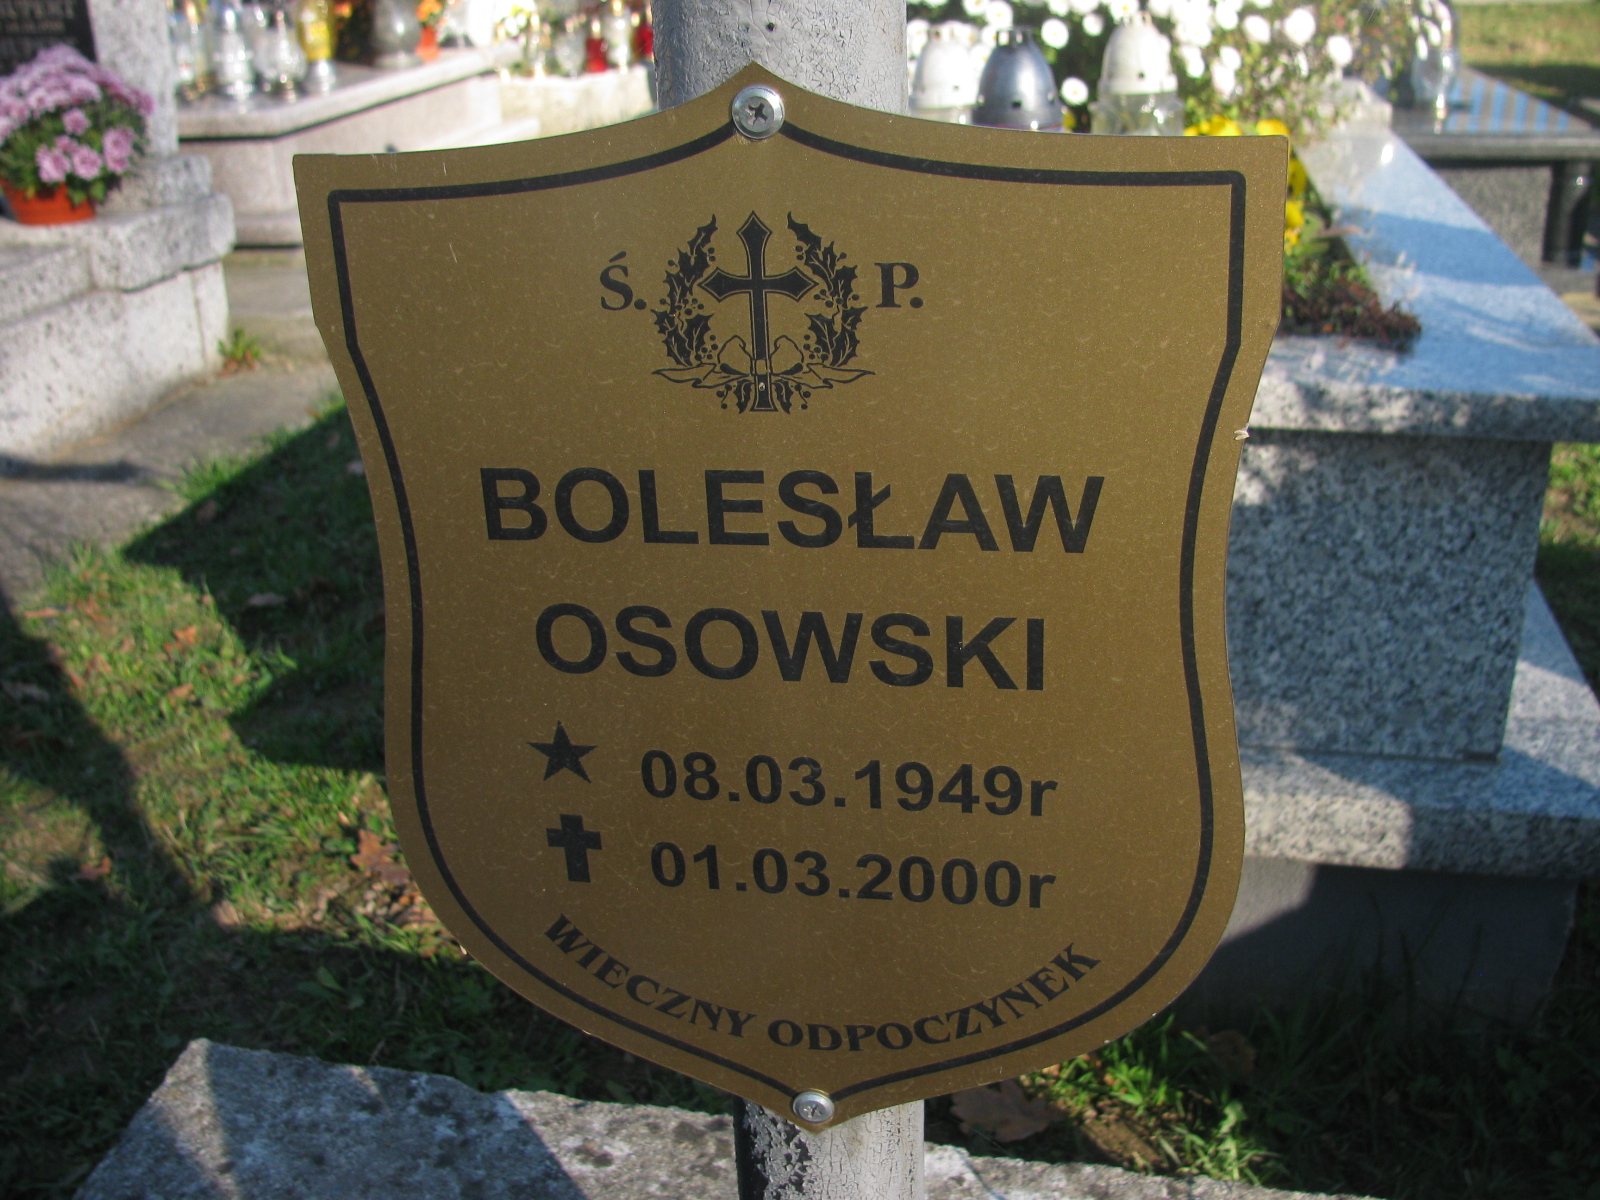 Ś. P.
BOLESŁAW
OSOWSKI
08.03.1949r
01.03.2000r
WIECZNY ODPOCZYNEK